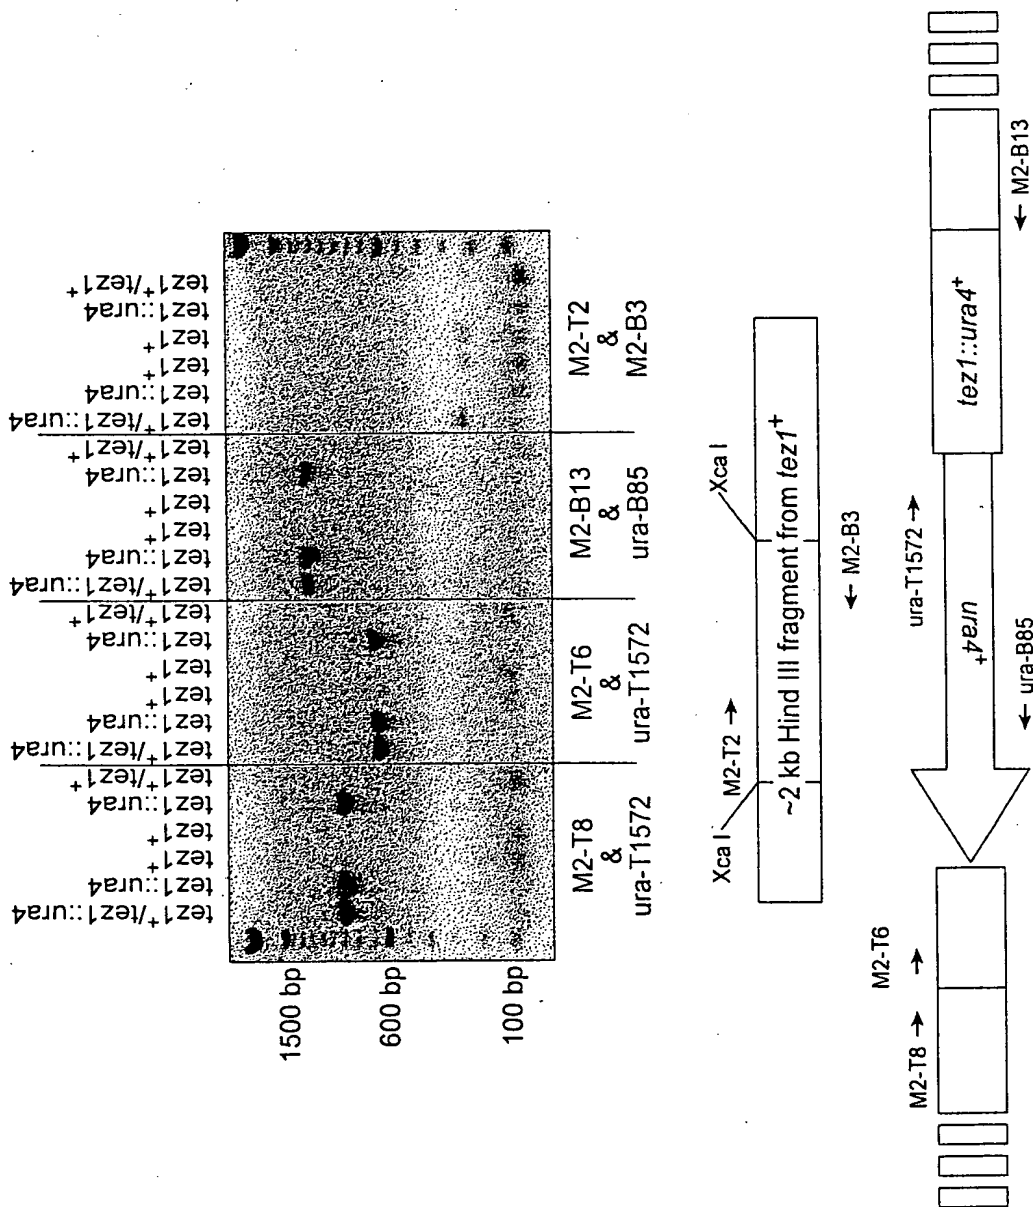 tez1⁺/tez1::ura4
tez1::ura4
tez1⁺
tez1⁺
tez1::ura4
tez1⁺/tez1⁺
tez1⁺/tez1::ura4
tez1::ura4
tez1⁺
tez1⁺
tez1::ura4
tez1⁺/tez1⁺
tez1⁺/tez1::ura4
tez1::ura4
tez1⁺
tez1⁺
tez1::ura4
tez1⁺/tez1⁺
tez1⁺/tez1::ura4
tez1::ura4
tez1⁺
tez1⁺
tez1::ura4
tez1⁺/tez1⁺
1500 bp
600 bp
100 bp
M2-T8
&
ura-T1572
M2-T6
&
ura-T1572
M2-B13
&
ura-B85
M2-T2
&
M2-B3
Xca I
M2-T2 →
Xca I
~2 kb Hind III fragment from tez1⁺
← M2-B3
M2-T8 →
M2-T6
→
ura-T1572 →
ura4⁺
tez1::ura4⁺
← ura-B85
← M2-B13